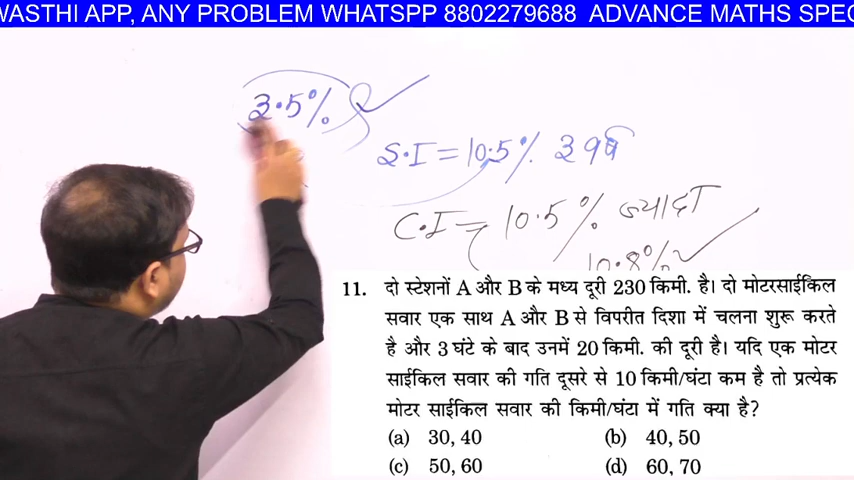 WASTHI APP, ANY PROBLEM WHATSPP 8802279688 ADVANCE MATHS SPEC
3.5%
S.I = 10.5% 3 वर्ष
C.I = 10.5% ज्यादा
10.8%
11. दो स्टेशनों A और B के मध्य दूरी 230 किमी. है। दो मोटरसाईकिल
सवार एक साथ A और B से विपरीत दिशा में चलना शुरू करते
है और 3 घंटे के बाद उनमें 20 किमी. की दूरी है। यदि एक मोटर
साईकिल सवार की गति दूसरे से 10 किमी/घंटा कम है तो प्रत्येक
मोटर साईकिल सवार की किमी/घंटा में गति क्या है?
(a) 30, 40 (b) 40, 50
(c) 50, 60 (d) 60, 70